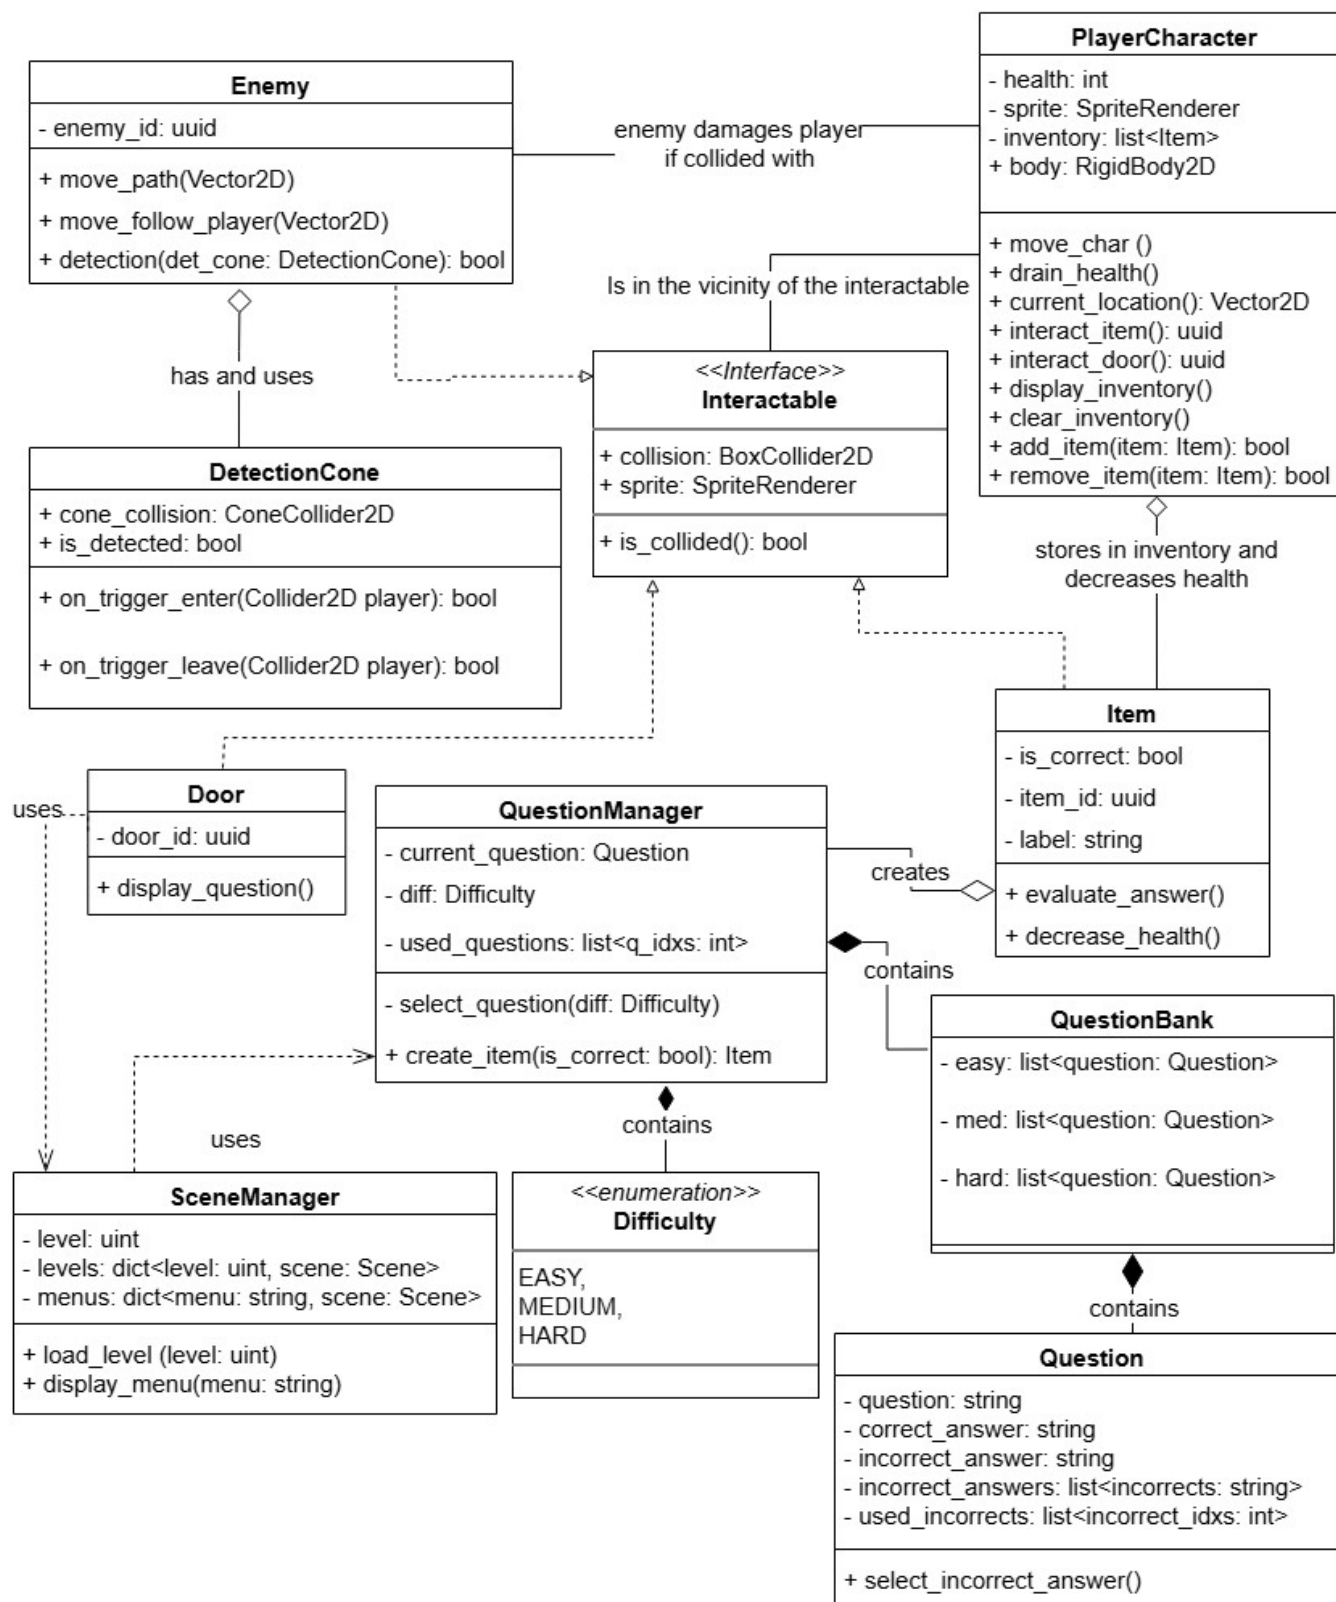 PlayerCharacter
- health: int
- sprite: SpriteRenderer
- inventory: list<Item>
+ body: RigidBody2D
+ move_char ()
+ drain_health()
+ current_location(): Vector2D
+ interact_item(): uuid
+ interact_door(): uuid
+ display_inventory()
+ clear_inventory()
+ add_item(item: Item): bool
+ remove_item(item: Item): bool
Enemy
- enemy_id: uuid
+ move_path(Vector2D)
+ move_follow_player(Vector2D)
+ detection(det_cone: DetectionCone): bool
enemy damages player
if collided with
Is in the vicinity of the interactable
has and uses
<<Interface>>
Interactable
+ collision: BoxCollider2D
+ sprite: SpriteRenderer
+ is_collided(): bool
DetectionCone
+ cone_collision: ConeCollider2D
+ is_detected: bool
+ on_trigger_enter(Collider2D player): bool
+ on_trigger_leave(Collider2D player): bool
stores in inventory and
decreases health
Item
- is_correct: bool
- item_id: uuid
- label: string
+ evaluate_answer()
+ decrease_health()
uses
Door
- door_id: uuid
+ display_question()
QuestionManager
- current_question: Question
- diff: Difficulty
- used_questions: list<q_idxs: int>
- select_question(diff: Difficulty)
+ create_item(is_correct: bool): Item
creates
contains
QuestionBank
- easy: list<question: Question>
- med: list<question: Question>
- hard: list<question: Question>
contains
uses
SceneManager
- level: uint
- levels: dict<level: uint, scene: Scene>
- menus: dict<menu: string, scene: Scene>
+ load_level (level: uint)
+ display_menu(menu: string)
<<enumeration>>
Difficulty
EASY,
MEDIUM,
HARD
contains
Question
- question: string
- correct_answer: string
- incorrect_answer: string
- incorrect_answers: list<incorrects: string>
- used_incorrects: list<incorrect_idxs: int>
+ select_incorrect_answer()